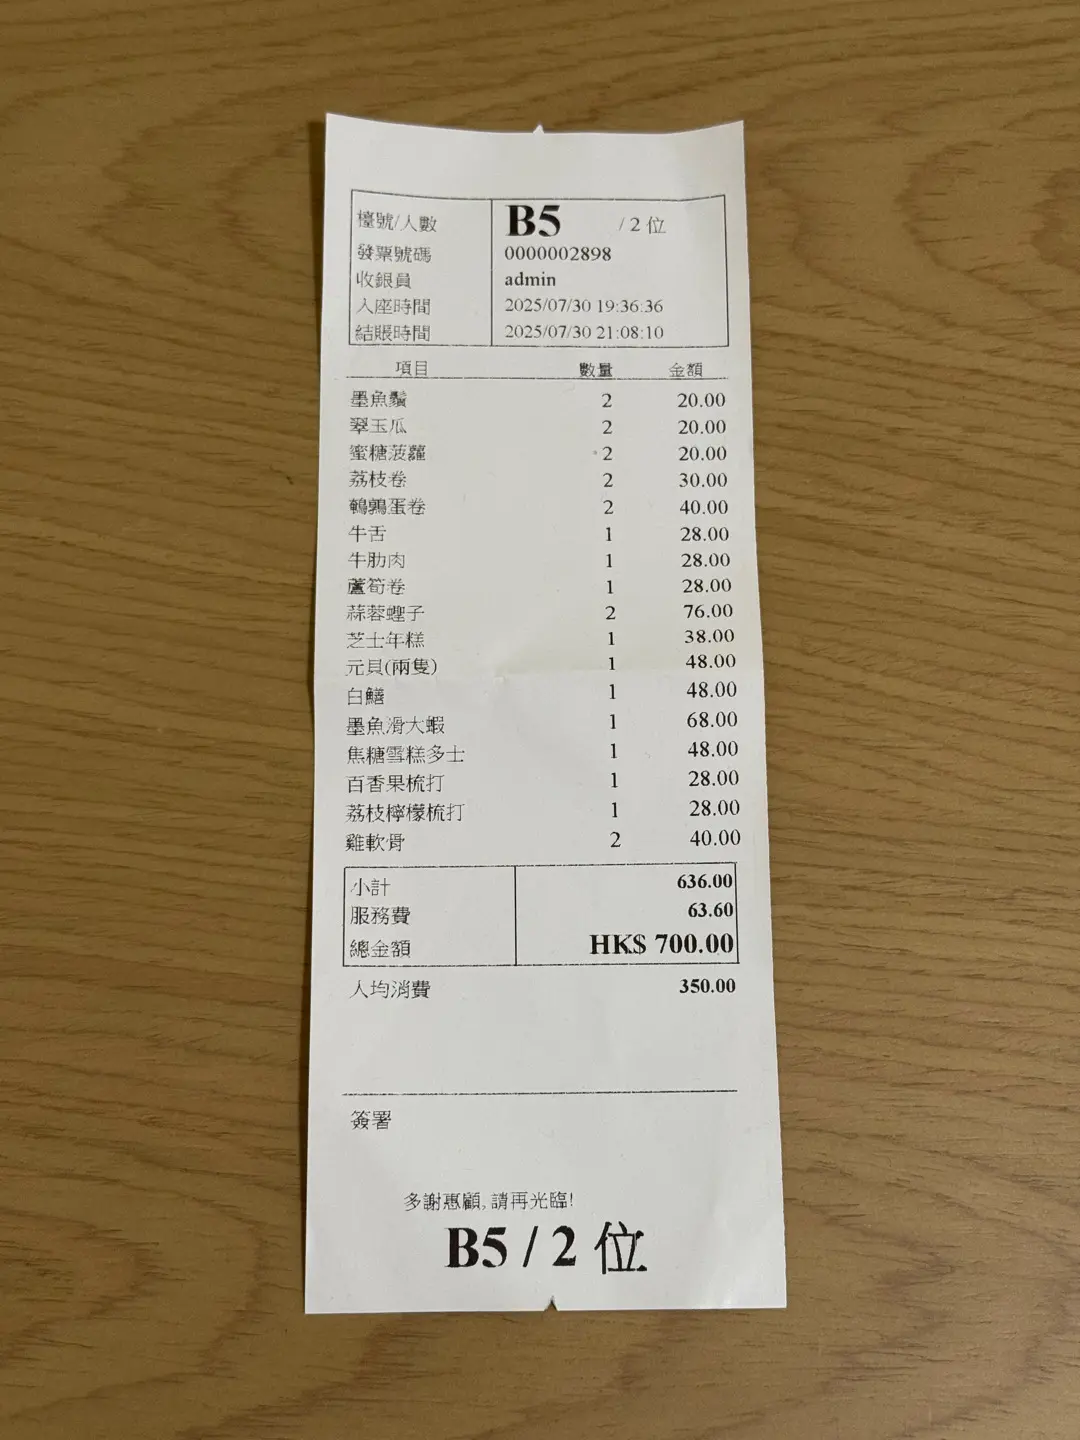 檯號/人數 B5 / 2 位
發票號碼 0000002898
收銀員 admin
入座時間 2025/07/30 19:36:36
結賬時間 2025/07/30 21:08:10
項目 數量 金額
墨魚鬚 2 20.00
翠玉瓜 2 20.00
蜜糖菠蘿 2 20.00
荔枝卷 2 30.00
鵪鶉蛋卷 2 40.00
牛舌 1 28.00
牛肋肉 1 28.00
蘆筍卷 1 28.00
蒜蓉蟶子 2 76.00
芝士年糕 1 38.00
元貝(兩隻) 1 48.00
白鱔 1 48.00
墨魚滑大蝦 1 68.00
焦糖雪糕多士 1 48.00
百香果梳打 1 28.00
荔枝檸檬梳打 1 28.00
雞軟骨 2 40.00
小計 636.00
服務費 63.60
總金額 HK$ 700.00
人均消費 350.00
簽署
多謝惠顧,請再光臨!
B5 / 2 位